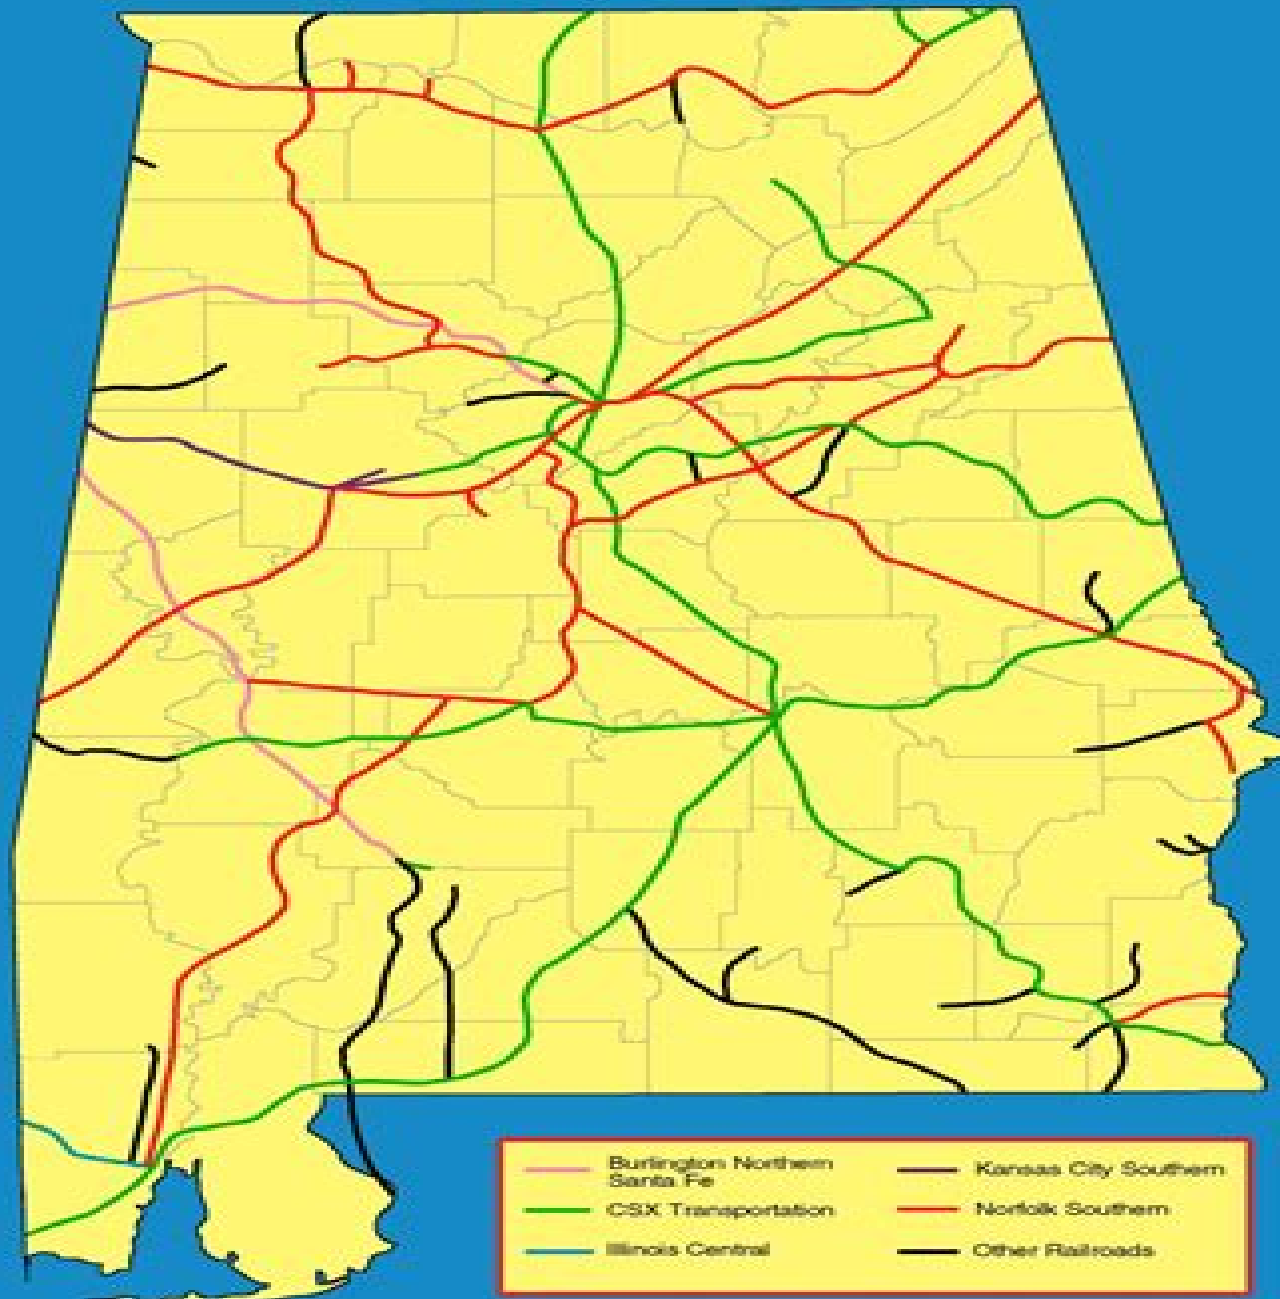 Burlington Northern
Santa Fe
CSX Transportation
Illinois Central
Kansas City Southern
Norfolk Southern
Other Railroads